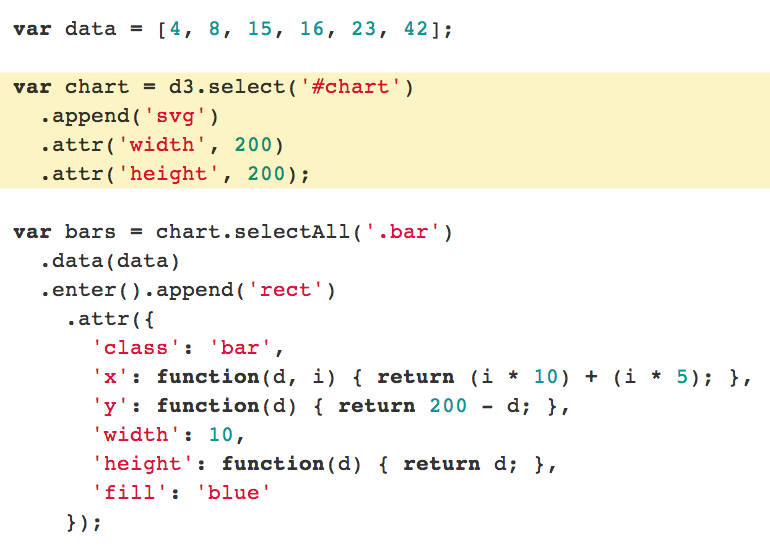 var data = [4, 8, 15, 16, 23, 42];
var chart = d3.select('#chart')
  .append('svg')
  .attr('width', 200)
  .attr('height', 200);
var bars = chart.selectAll('.bar')
  .data(data)
  .enter().append('rect')
    .attr({
      'class': 'bar',
      'x': function(d, i) { return (i * 10) + (i * 5); },
      'y': function(d) { return 200 - d; },
      'width': 10,
      'height': function(d) { return d; },
      'fill': 'blue'
    });